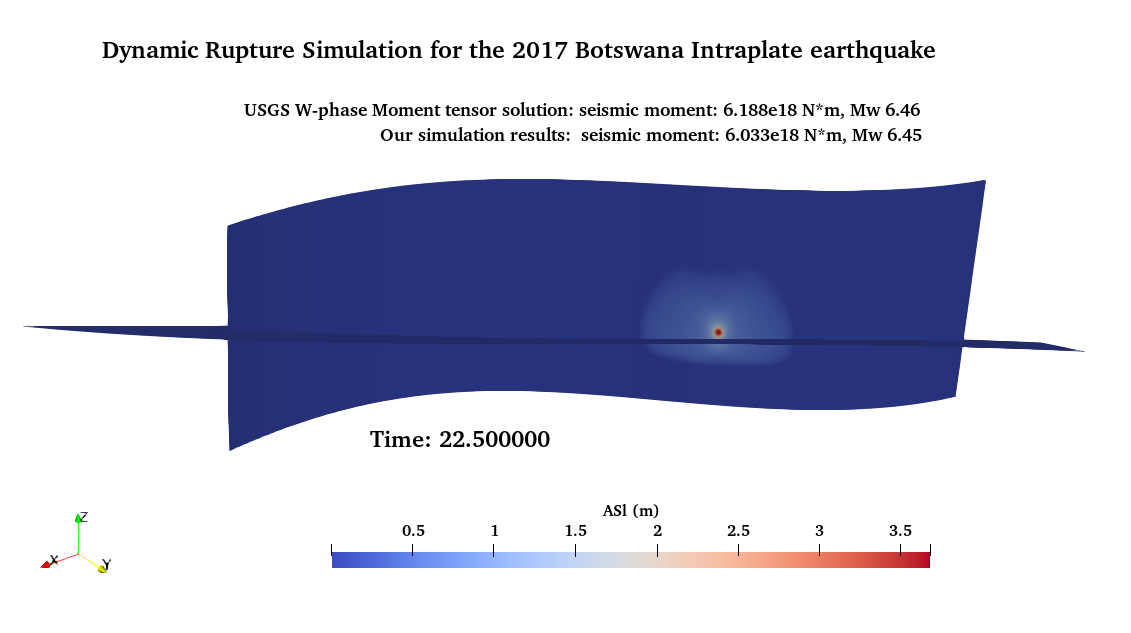 Dynamic Rupture Simulation for the 2017 Botswana Intraplate earthquake
USGS W-phase Moment tensor solution: seismic moment: 6.188e18 N*m, Mw 6.46
Our simulation results:  seismic moment: 6.033e18 N*m, Mw 6.45
Time: 22.500000
ASl (m)
0.5 1 1.5 2 2.5 3 3.5
Z
X
Y